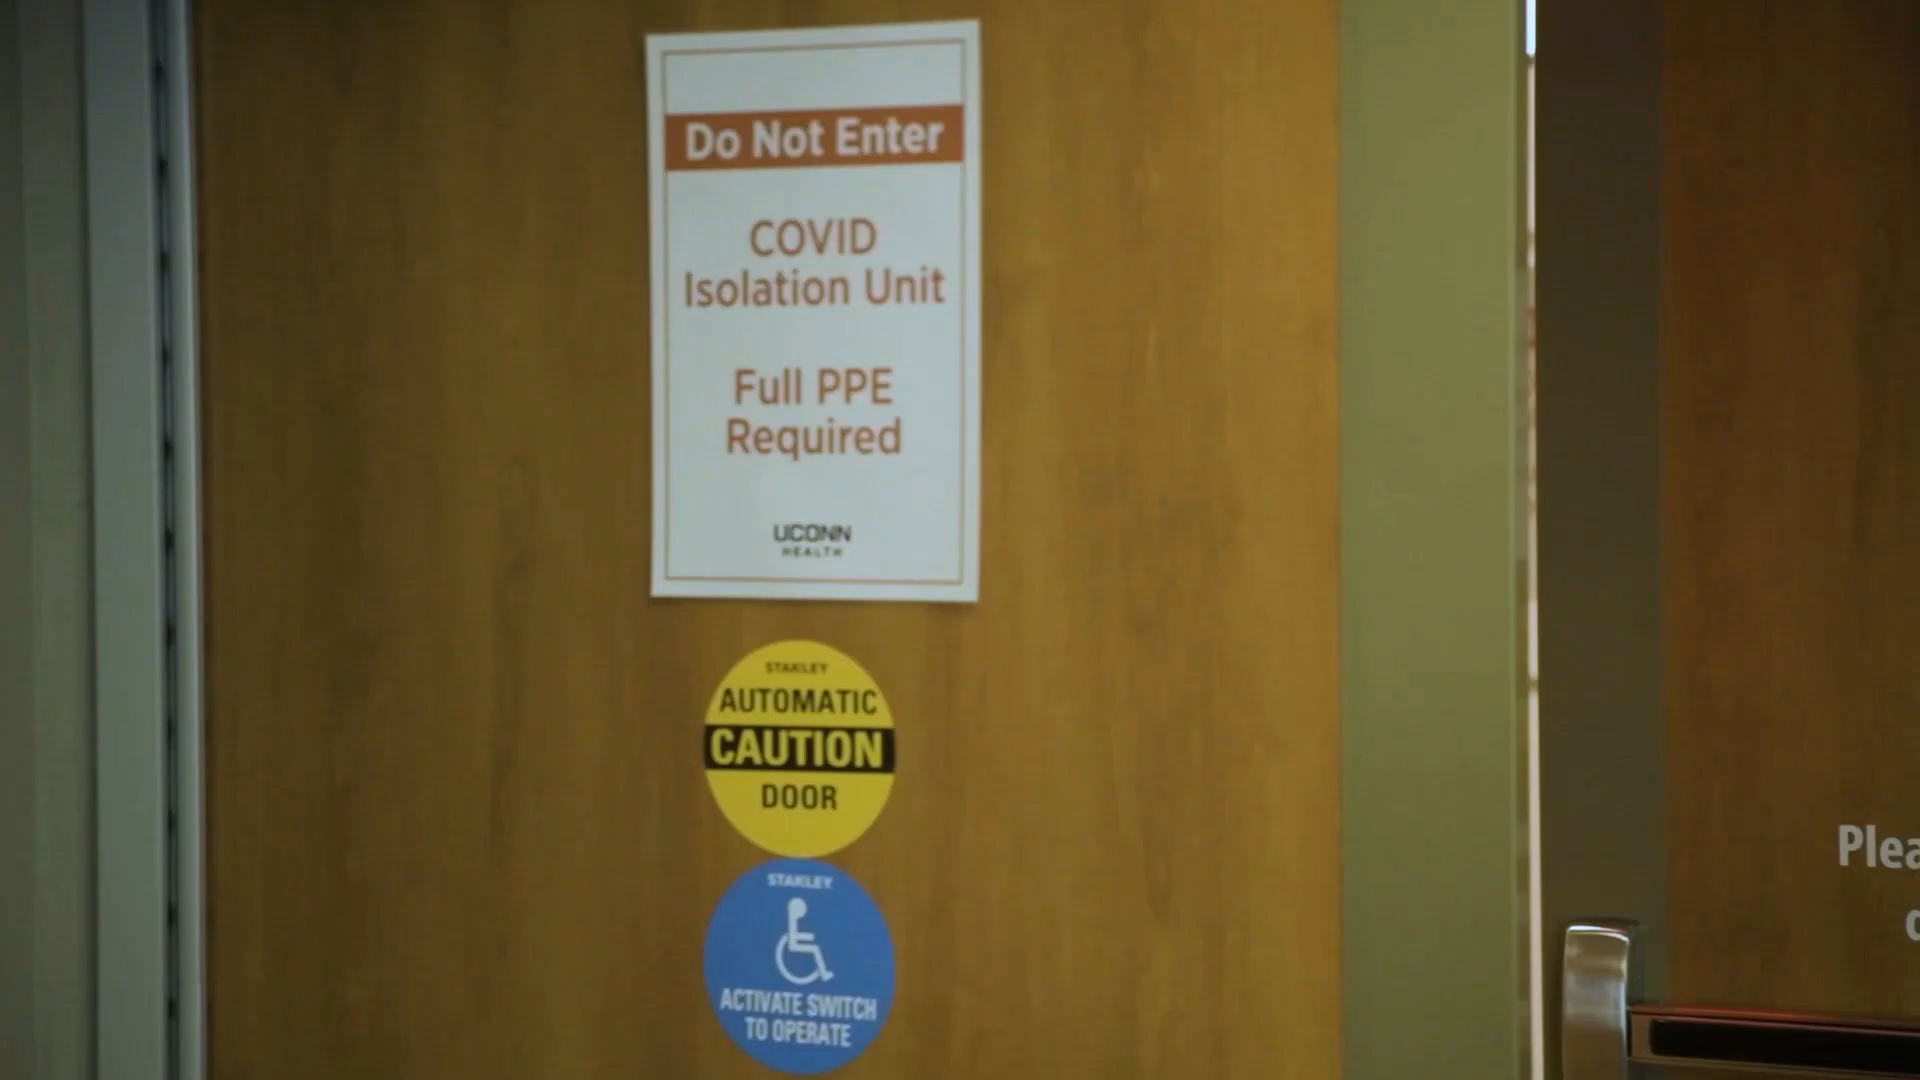 Do Not Enter
COVID
Isolation Unit
Full PPE
Required
UCONN
HEALTH
STANLEY
AUTOMATIC
CAUTION
DOOR
STANLEY
ACTIVATE SWITCH
TO OPERATE